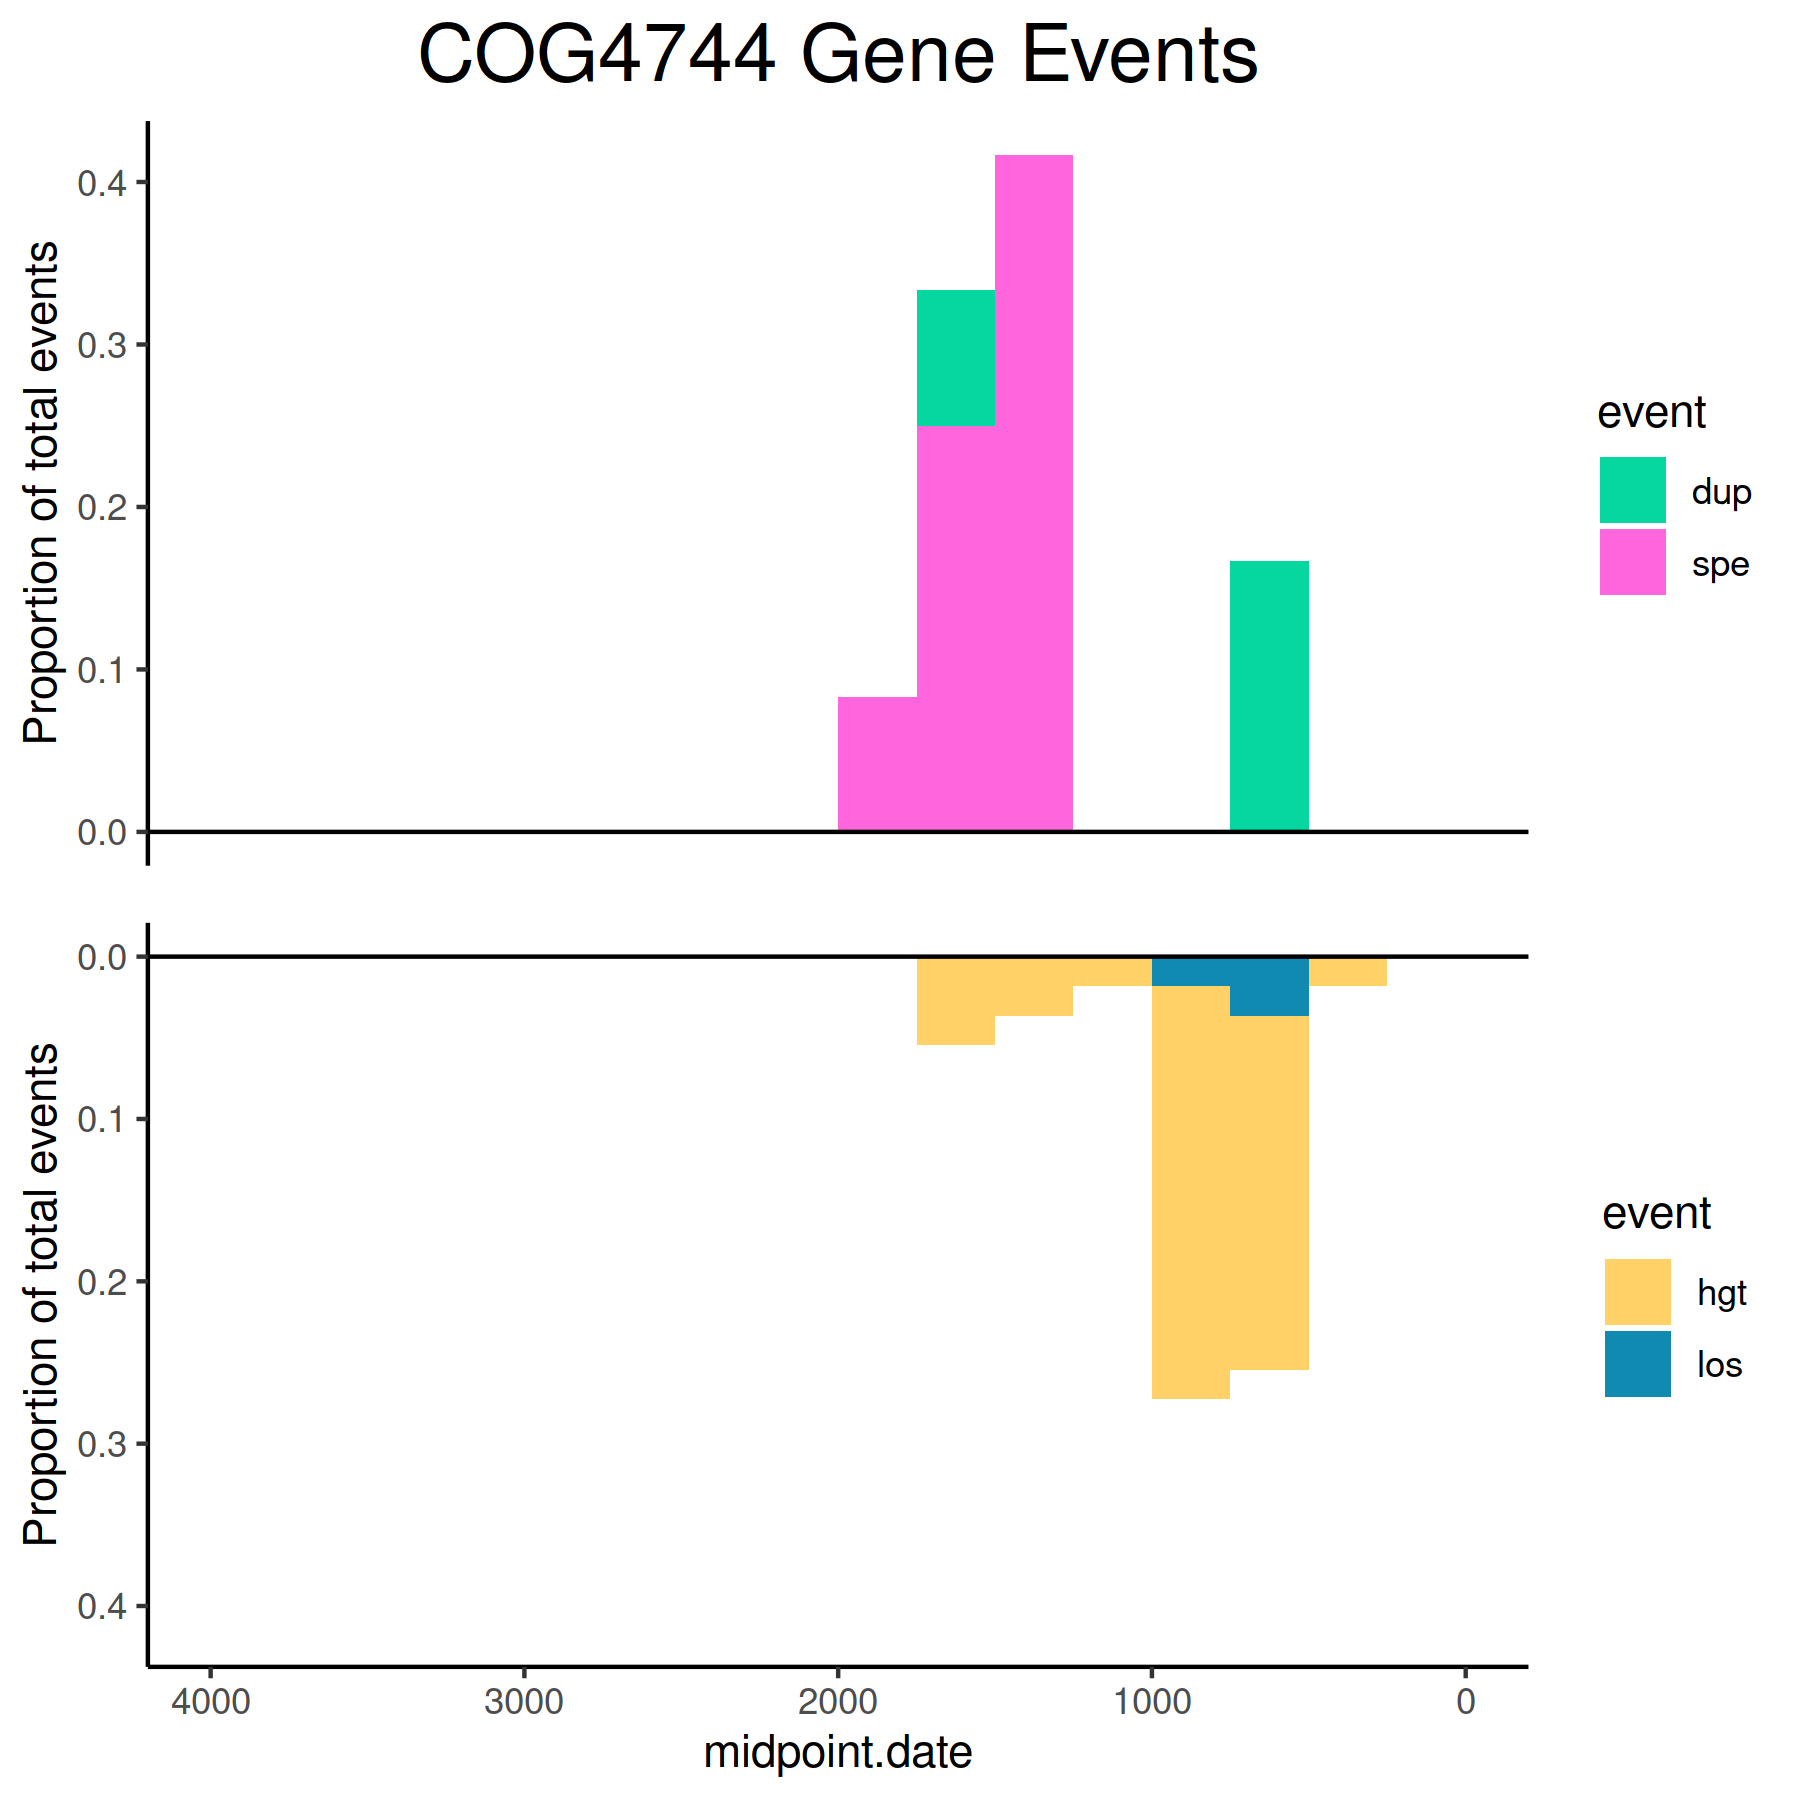 COG4744 Gene Events
Proportion of total events
0.4
0.3
0.2
0.1
0.0
event
dup
spe
Proportion of total events
0.0
0.1
0.2
0.3
0.4
event
hgt
los
4000 3000 2000 1000 0
midpoint.date